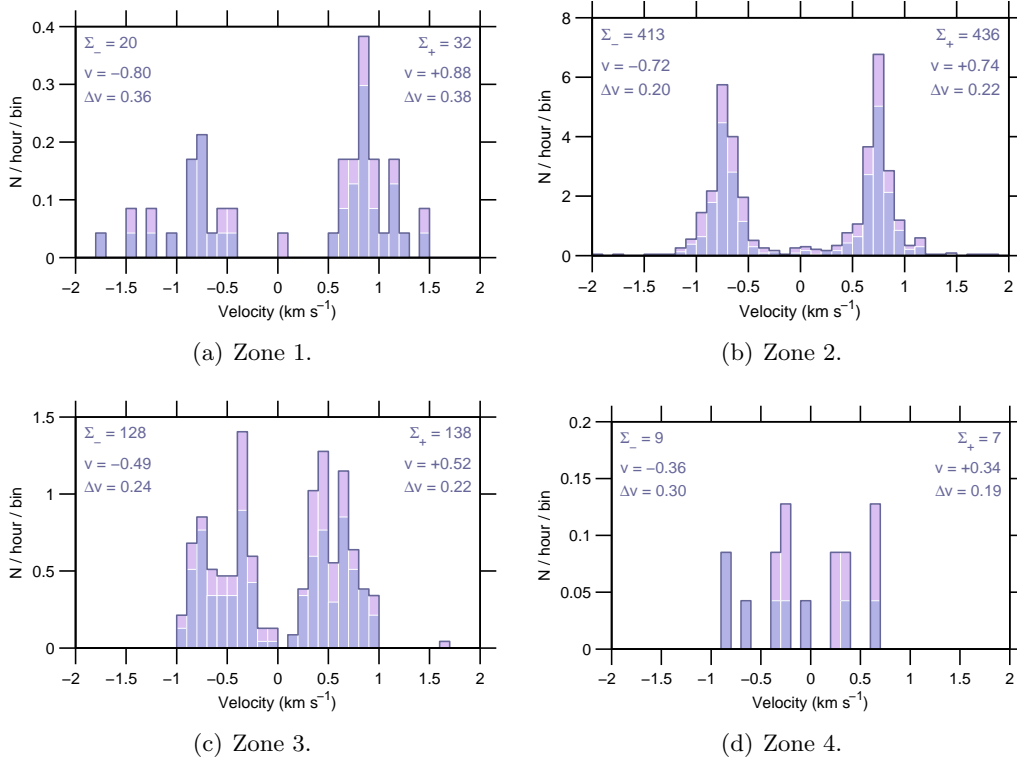 0.4
0.3
0.2
0.1
0
N / hour / bin
Σ− = 20
v = −0.80
Δv = 0.36
Σ+ = 32
v = +0.88
Δv = 0.38
−2 −1.5 −1 −0.5 0 0.5 1 1.5 2
Velocity (km s−1)
(a) Zone 1.
8
6
4
2
0
N / hour / bin
Σ− = 413
v = −0.72
Δv = 0.20
Σ+ = 436
v = +0.74
Δv = 0.22
−2 −1.5 −1 −0.5 0 0.5 1 1.5 2
Velocity (km s−1)
(b) Zone 2.
1.5
1
0.5
0
N / hour / bin
Σ− = 128
v = −0.49
Δv = 0.24
Σ+ = 138
v = +0.52
Δv = 0.22
−2 −1.5 −1 −0.5 0 0.5 1 1.5 2
Velocity (km s−1)
(c) Zone 3.
0.2
0.15
0.1
0.05
0
N / hour / bin
Σ− = 9
v = −0.36
Δv = 0.30
Σ+ = 7
v = +0.34
Δv = 0.19
−2 −1.5 −1 −0.5 0 0.5 1 1.5 2
Velocity (km s−1)
(d) Zone 4.